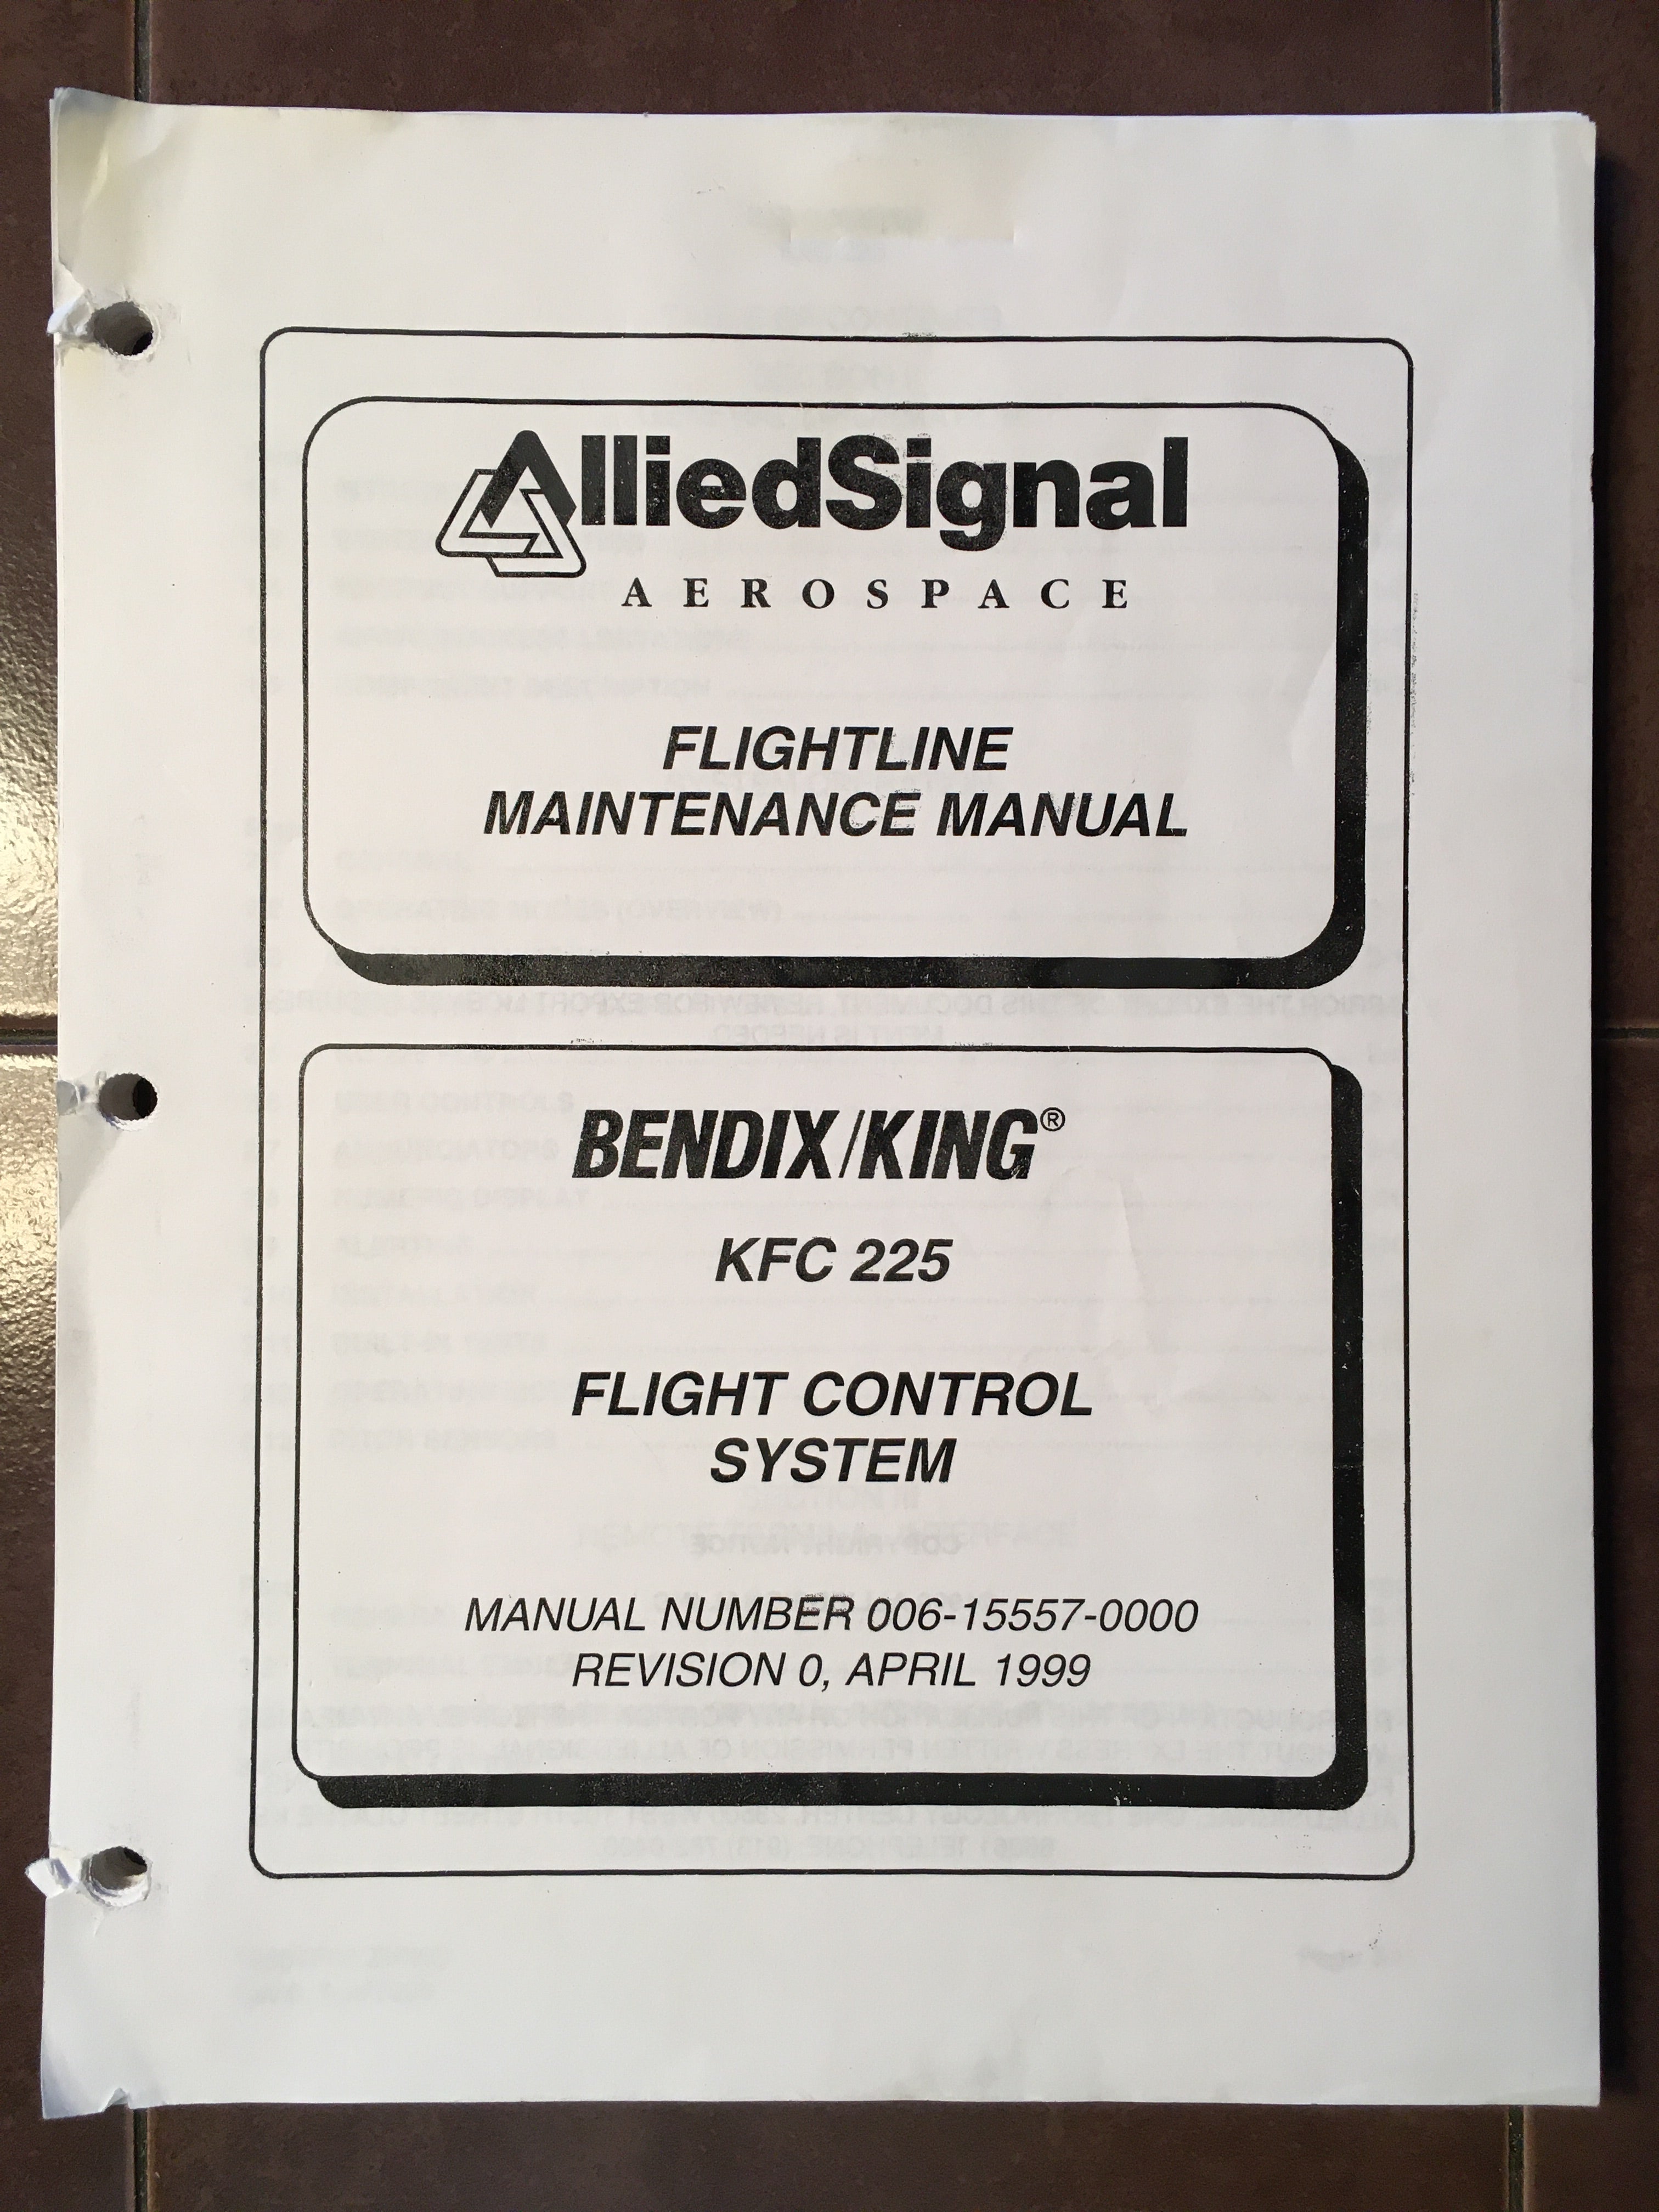 AlliedSignal
AEROSPACE
FLIGHTLINE
MAINTENANCE MANUAL
BENDIX/KING®
KFC 225
FLIGHT CONTROL
SYSTEM
MANUAL NUMBER 006-15557-0000
REVISION 0, APRIL 1999